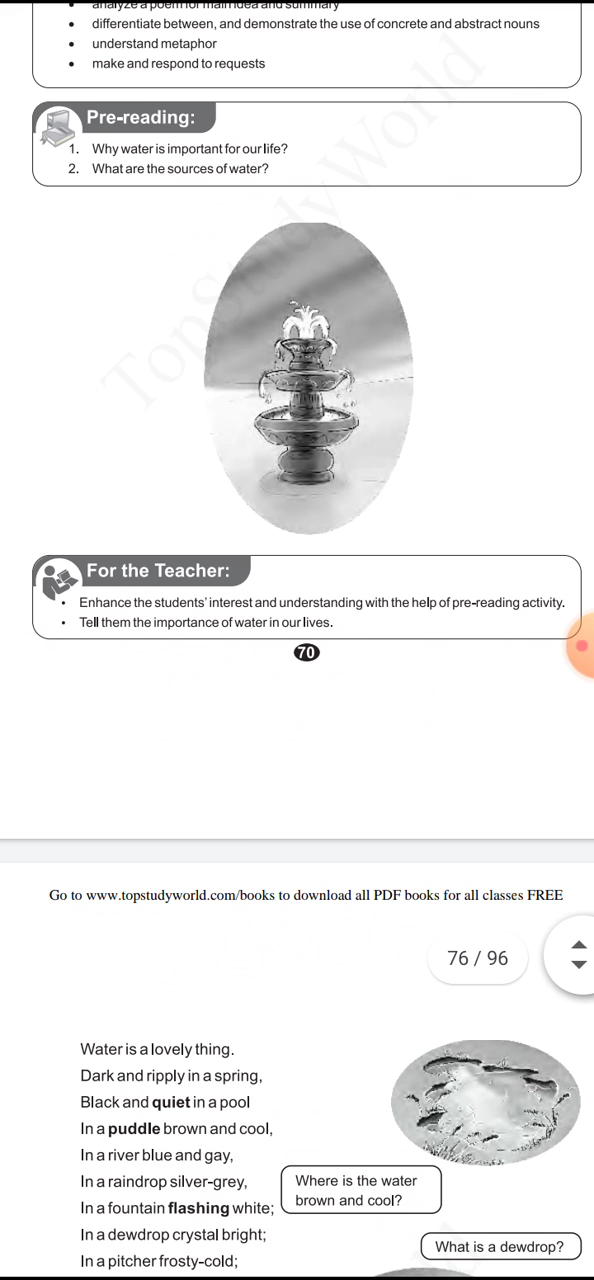 analyze a poem for main idea and summary
• differentiate between, and demonstrate the use of concrete and abstract nouns
• understand metaphor
• make and respond to requests
Pre-reading:
1. Why water is important for our life?
2. What are the sources of water?
TopStudyWorld
For the Teacher:
• Enhance the students' interest and understanding with the help of pre-reading activity.
• Tell them the importance of water in our lives.
70
Go to www.topstudyworld.com/books to download all PDF books for all classes FREE
76 / 96
Water is a lovely thing.
Dark and ripply in a spring,
Black and quiet in a pool
In a puddle brown and cool,
In a river blue and gay,
In a raindrop silver-grey,
In a fountain flashing white;
In a dewdrop crystal bright;
In a pitcher frosty-cold;
Where is the water
brown and cool?
What is a dewdrop?